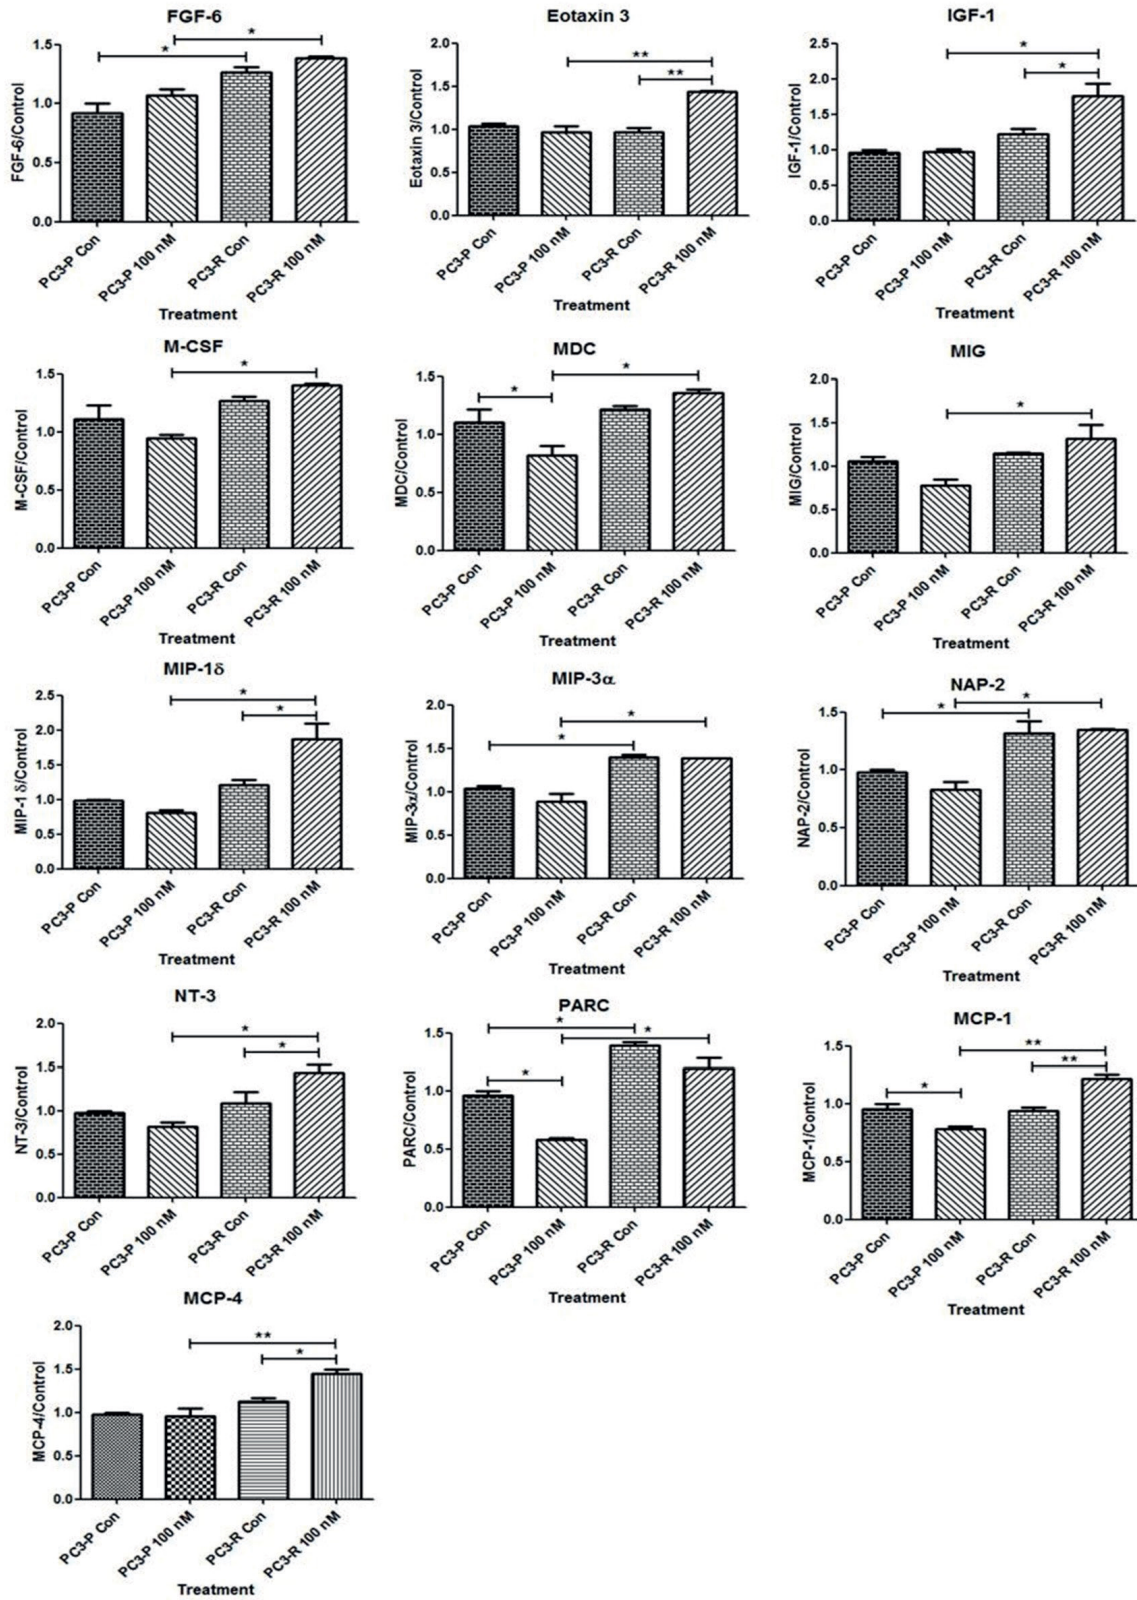 FGF-6
FGF-6/Control
1.5
1.0
0.5
0.0
*
*
PC3-P Con
PC3-P 100 nM
PC3-R Con
PC3-R 100 nM
Treatment
Eotaxin 3
Eotaxin 3/Control
2.0
1.5
1.0
0.5
0.0
**
**
PC3-P Con
PC3-P 100 nM
PC3-R Con
PC3-R 100 nM
Treatment
IGF-1
IGF-1/Control
2.5
2.0
1.5
1.0
0.5
0.0
*
*
PC3-P Con
PC3-P 100 nM
PC3-R Con
PC3-R 100 nM
Treatment
M-CSF
M-CSF/Control
1.5
1.0
0.5
0.0
*
PC3-P Con
PC3-P 100 nM
PC3-R Con
PC3-R 100 nM
Treatment
MDC
MDC/Control
1.5
1.0
0.5
0.0
*
*
PC3-P Con
PC3-P 100 nM
PC3-R Con
PC3-R 100 nM
Treatment
MIG
MIG/Control
2.0
1.5
1.0
0.5
0.0
*
PC3-P Con
PC3-P 100 nM
PC3-R Con
PC3-R 100 nM
Treatment
MIP-1δ
MIP-1 δ/Control
2.5
2.0
1.5
1.0
0.5
0.0
*
*
PC3-P Con
PC3-P 100 nM
PC3-R Con
PC3-R 100 nM
Treatment
MIP-3α
MIP-3α/Control
2.0
1.5
1.0
0.5
0.0
*
*
PC3-P Con
PC3-P 100 nM
PC3-R Con
PC3-R 100 nM
Treatment
NAP-2
NAP-2/Control
1.5
1.0
0.5
0.0
*
*
PC3-P Con
PC3-P 100 nM
PC3-R Con
PC3-R 100 nM
Treatment
NT-3
NT-3/Control
2.0
1.5
1.0
0.5
0.0
*
*
PC3-P Con
PC3-P 100 nM
PC3-R Con
PC3-R 100 nM
Treatment
PARC
PARC/Control
1.5
1.0
0.5
0.0
*
*
*
PC3-P Con
PC3-P 100 nM
PC3-R Con
PC3-R 100 nM
Treatment
MCP-1
MCP-1/Control
1.5
1.0
0.5
0.0
**
**
*
PC3-P Con
PC3-P 100 nM
PC3-R Con
PC3-R 100 nM
Treatment
MCP-4
MCP-4/Control
2.0
1.5
1.0
0.5
0.0
**
*
PC3-P Con
PC3-P 100 nM
PC3-R Con
PC3-R 100 nM
Treatment